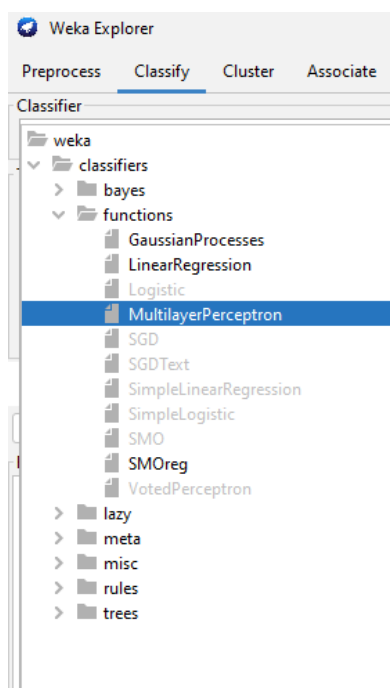 Weka Explorer
Preprocess Classify Cluster Associate
Classifier
weka
classifiers
bayes
functions
GaussianProcesses
LinearRegression
Logistic
MultilayerPerceptron
SGD
SGDText
SimpleLinearRegression
SimpleLogistic
SMO
SMOreg
VotedPerceptron
lazy
meta
misc
rules
trees